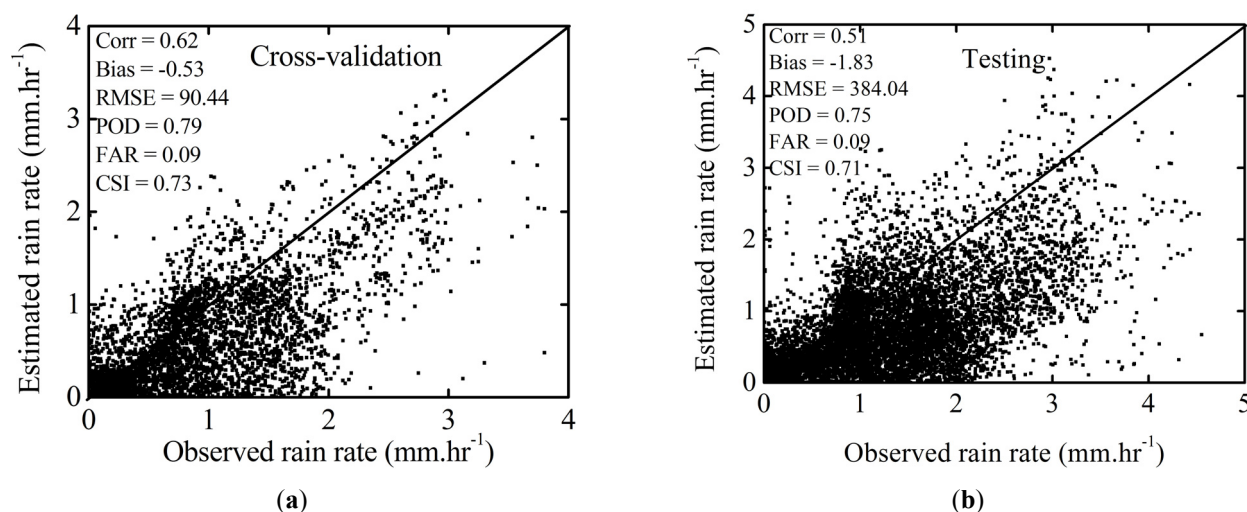 Corr = 0.62
Bias = -0.53
RMSE = 90.44
POD = 0.79
FAR = 0.09
CSI = 0.73
Cross-validation
Estimated rain rate (mm.hr-1)
4
3
2
1
0
0 1 2 3 4
Observed rain rate (mm.hr-1)
(a)
Corr = 0.51
Bias = -1.83
RMSE = 384.04
POD = 0.75
FAR = 0.09
CSI = 0.71
Testing
Estimated rain rate (mm.hr-1)
5
4
3
2
1
0
0 1 2 3 4 5
Observed rain rate (mm.hr-1)
(b)